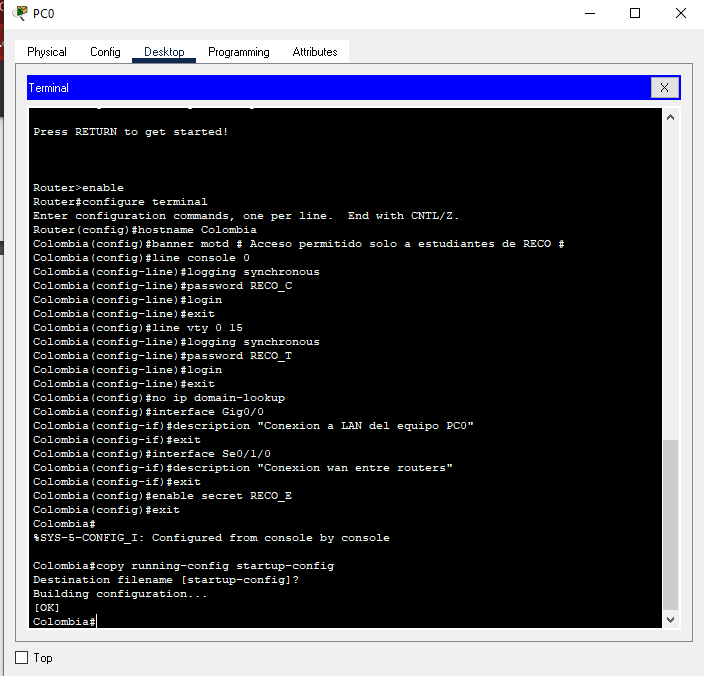 PC0
Physical Config Desktop Programming Attributes
Terminal X
Press RETURN to get started!
Router>enable
Router#configure terminal
Enter configuration commands, one per line.  End with CNTL/Z.
Router(config)#hostname Colombia
Colombia(config)#banner motd # Acceso permitido solo a estudiantes de RECO #
Colombia(config)#line console 0
Colombia(config-line)#logging synchronous
Colombia(config-line)#password RECO_C
Colombia(config-line)#login
Colombia(config-line)#exit
Colombia(config)#line vty 0 15
Colombia(config-line)#logging synchronous
Colombia(config-line)#password RECO_T
Colombia(config-line)#login
Colombia(config-line)#exit
Colombia(config)#no ip domain-lookup
Colombia(config)#interface Gig0/0
Colombia(config-if)#description "Conexion a LAN del equipo PC0"
Colombia(config-if)#exit
Colombia(config)#interface Se0/1/0
Colombia(config-if)#description "Conexion wan entre routers"
Colombia(config-if)#exit
Colombia(config)#enable secret RECO_E
Colombia(config)#exit
Colombia#
%SYS-5-CONFIG_I: Configured from console by console
Colombia#copy running-config startup-config
Destination filename [startup-config]?
Building configuration...
[OK]
Colombia#
Top